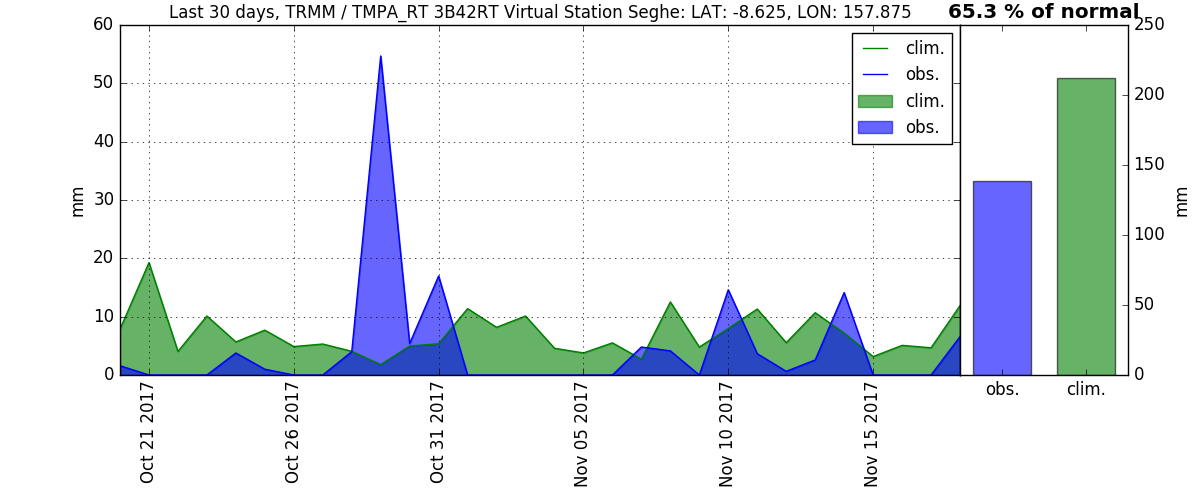 Last 30 days, TRMM / TMPA_RT 3B42RT Virtual Station Seghe: LAT: -8.625, LON: 157.875
65.3 % of normal
60
50
40
30
20
10
0
mm
clim.
obs.
clim.
obs.
Oct 21 2017
Oct 26 2017
Oct 31 2017
Nov 05 2017
Nov 10 2017
Nov 15 2017
250
200
150
100
50
0
mm
obs.
clim.